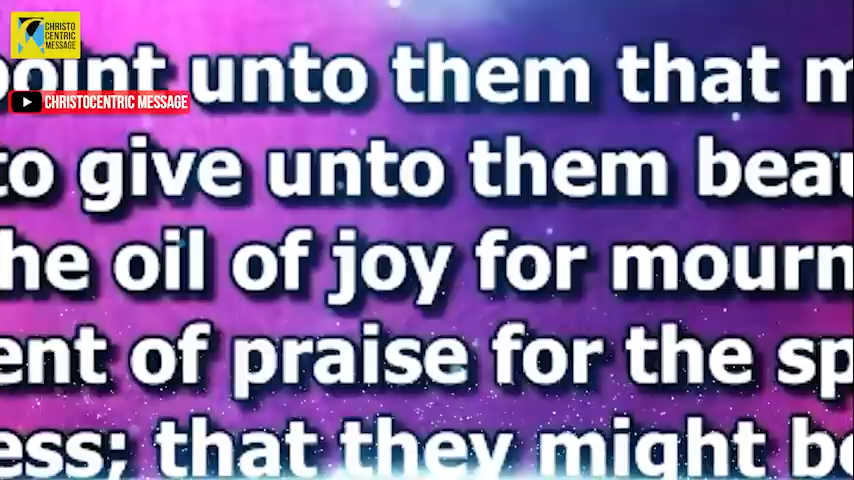 CHRISTO
CENTRIC
MESSAGE
point unto them that m
CHRISTOCENTRIC MESSAGE
to give unto them beau
he oil of joy for mourn
ent of praise for the sp
ess; that they might be